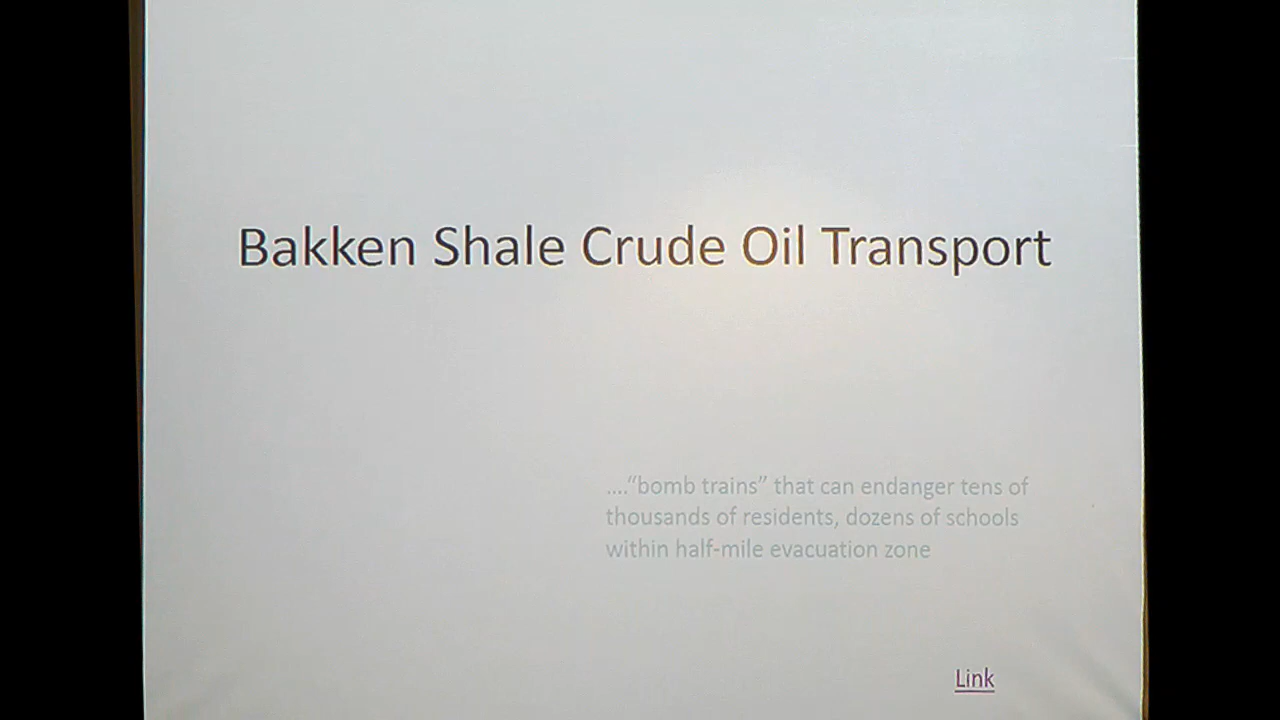 Bakken Shale Crude Oil Transport
...."bomb trains" that can endanger tens of
thousands of residents, dozens of schools
within half-mile evacuation zone
Link